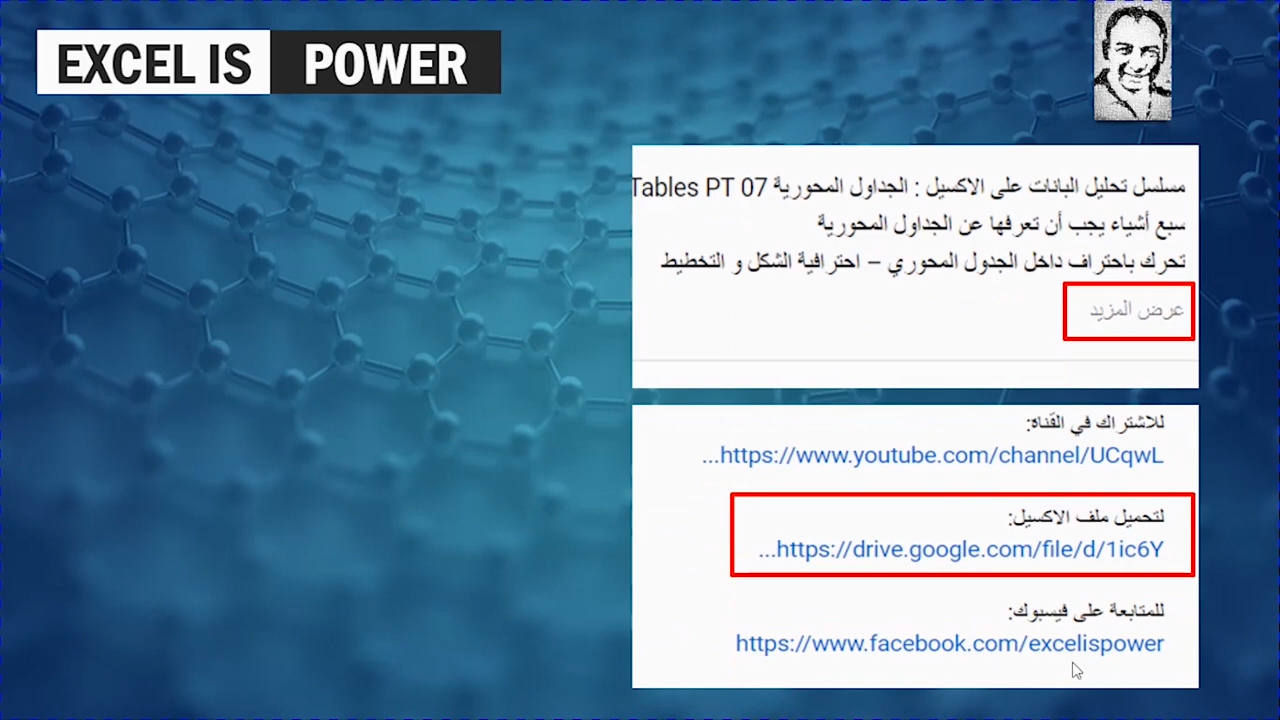 EXCEL IS POWER
مسلسل تحليل البانات على الاكسيل : الجداول المحورية Tables PT 07
سبع أشياء يجب أن تعرفها عن الجداول المحورية
تحرك باحتراف داخل الجدول المحوري – احترافية الشكل و التخطيط
عرض المزيد
للاشتراك في القناة:
https://www.youtube.com/channel/UCqwL...
لتحميل ملف الاكسيل:
https://drive.google.com/file/d/1ic6Y...
للمتابعة على فيسبوك:
https://www.facebook.com/excelispower